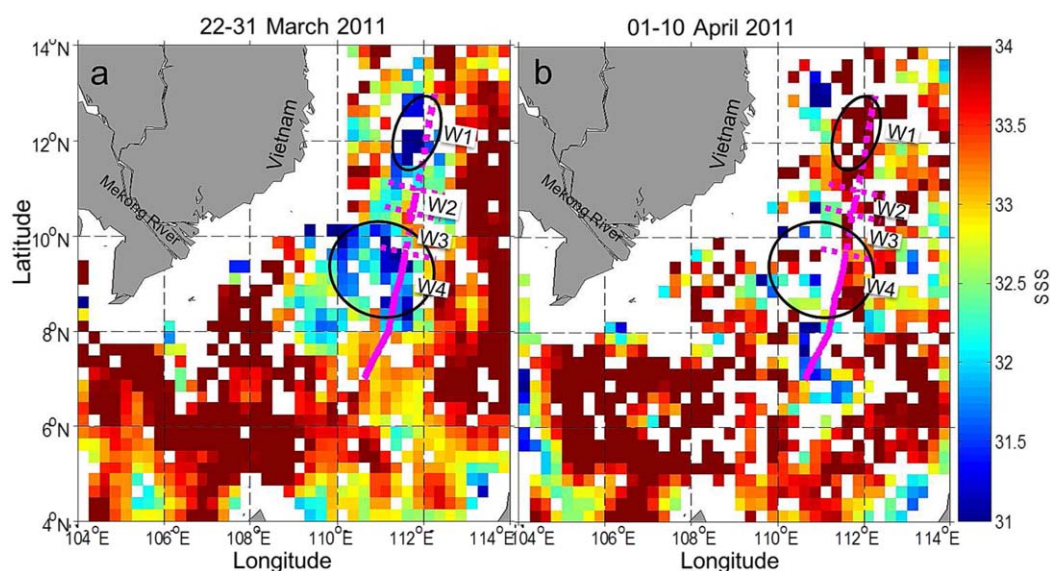 22-31 March 2011
01-10 April 2011
a
b
14°N
12°N
10°N
8°N
6°N
4°N
Latitude
Vietnam
Mekong River
W1
W2
W3
W4
Vietnam
Mekong River
W1
W2
W3
W4
104°E
106°E
108°E
110°E
112°E
114°E
104°E
106°E
108°E
110°E
112°E
114°E
Longitude
Longitude
34
33.5
33
32.5
32
31.5
31
SSS